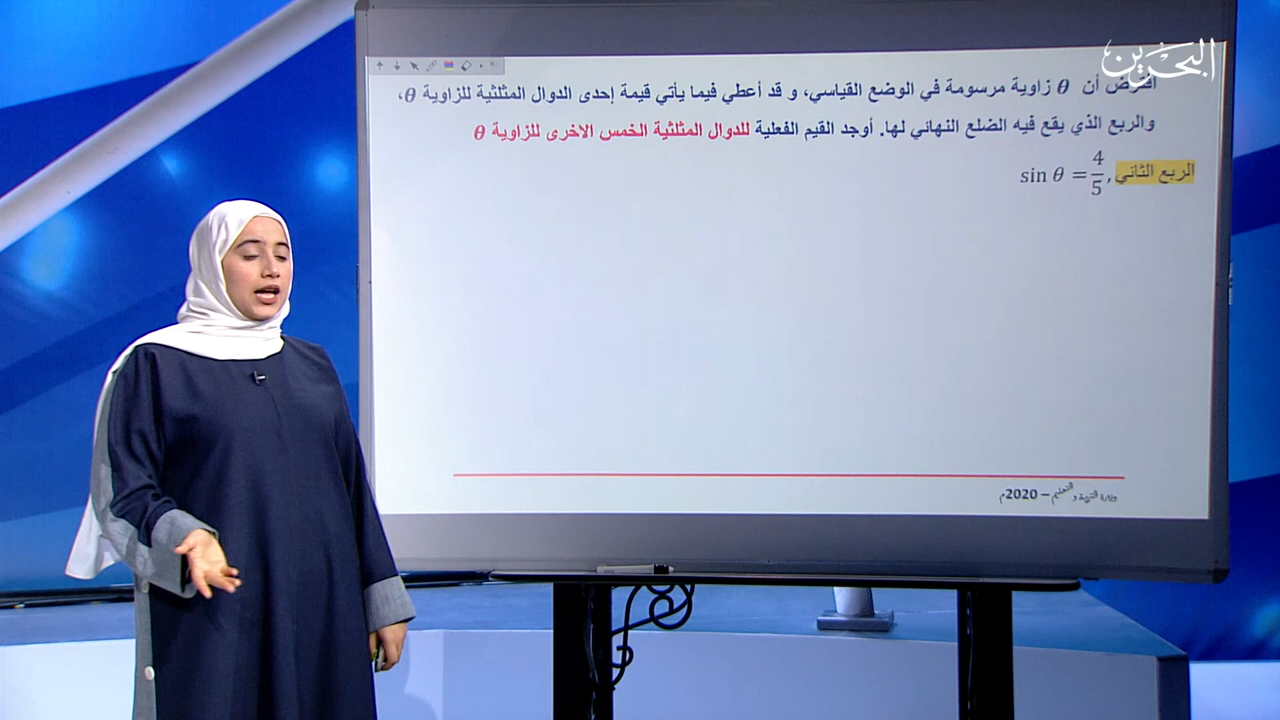 البحرين
افترض أن θ زاوية مرسومة في الوضع القياسي، و قد أعطي فيما يأتي قيمة إحدى الدوال المثلثية للزاوية θ،
والربع الذي يقع فيه الضلع النهائي لها. أوجد القيم الفعلية للدوال المثلثية الخمس الاخرى للزاوية θ
الربع الثاني , sin θ = 4/5
وزارة التربية و التعليم – 2020م